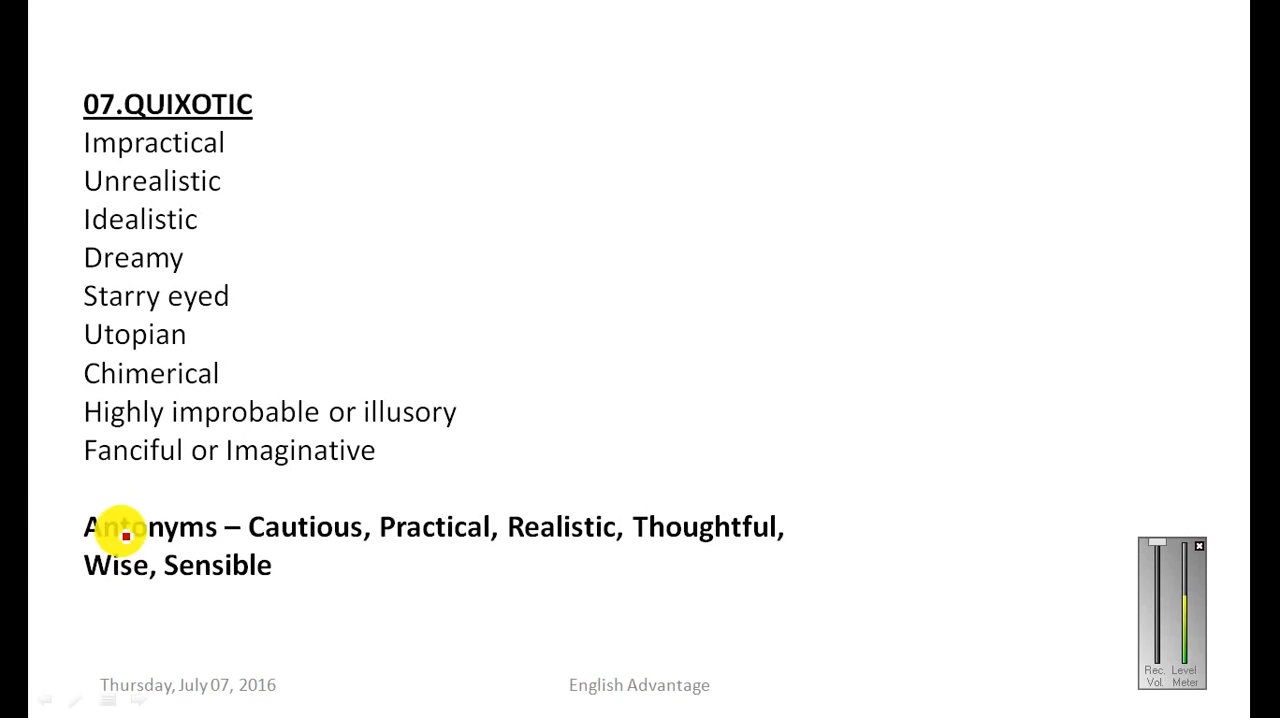 07.QUIXOTIC
Impractical
Unrealistic
Idealistic
Dreamy
Starry eyed
Utopian
Chimerical
Highly improbable or illusory
Fanciful or Imaginative
Antonyms – Cautious, Practical, Realistic, Thoughtful,
Wise, Sensible
Rec. Level
Vol. Meter
Thursday, July 07, 2016
English Advantage